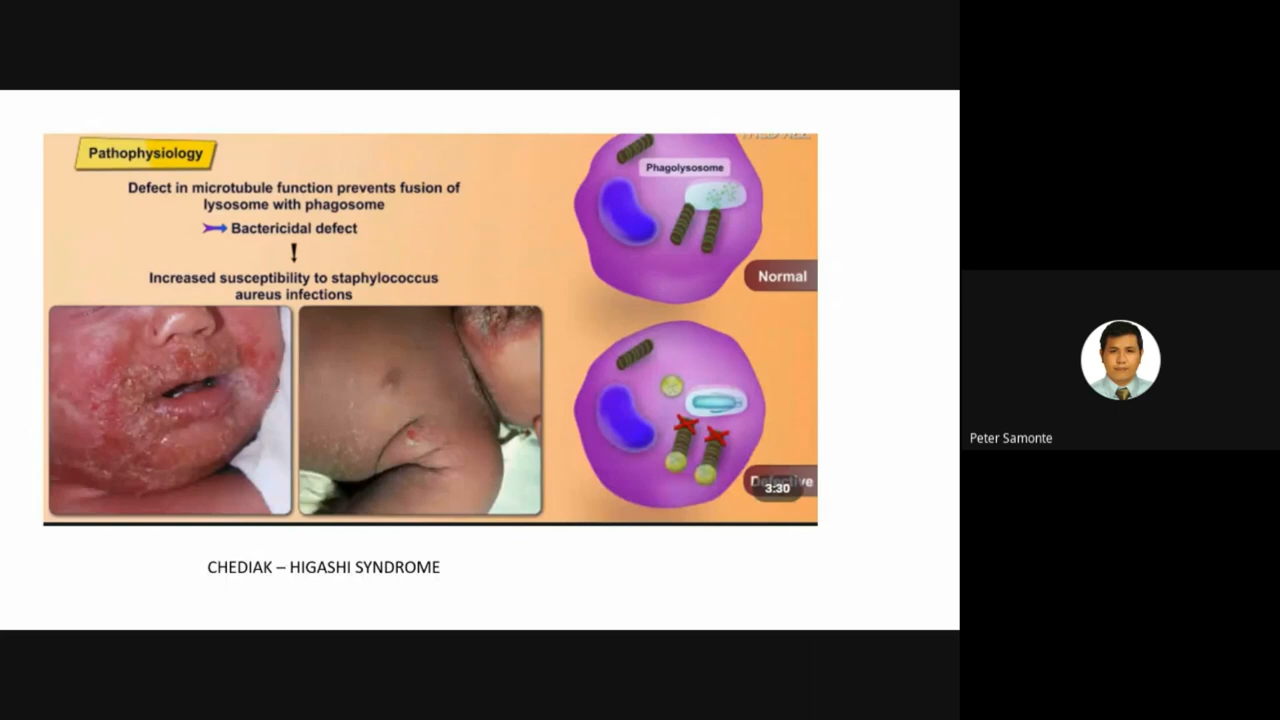 Pathophysiology
Defect in microtubule function prevents fusion of
lysosome with phagosome
Bactericidal defect
Increased susceptibility to staphylococcus
aureus infections
Phagolysosome
Normal
Defective
3:30
CHEDIAK – HIGASHI SYNDROME
Peter Samonte